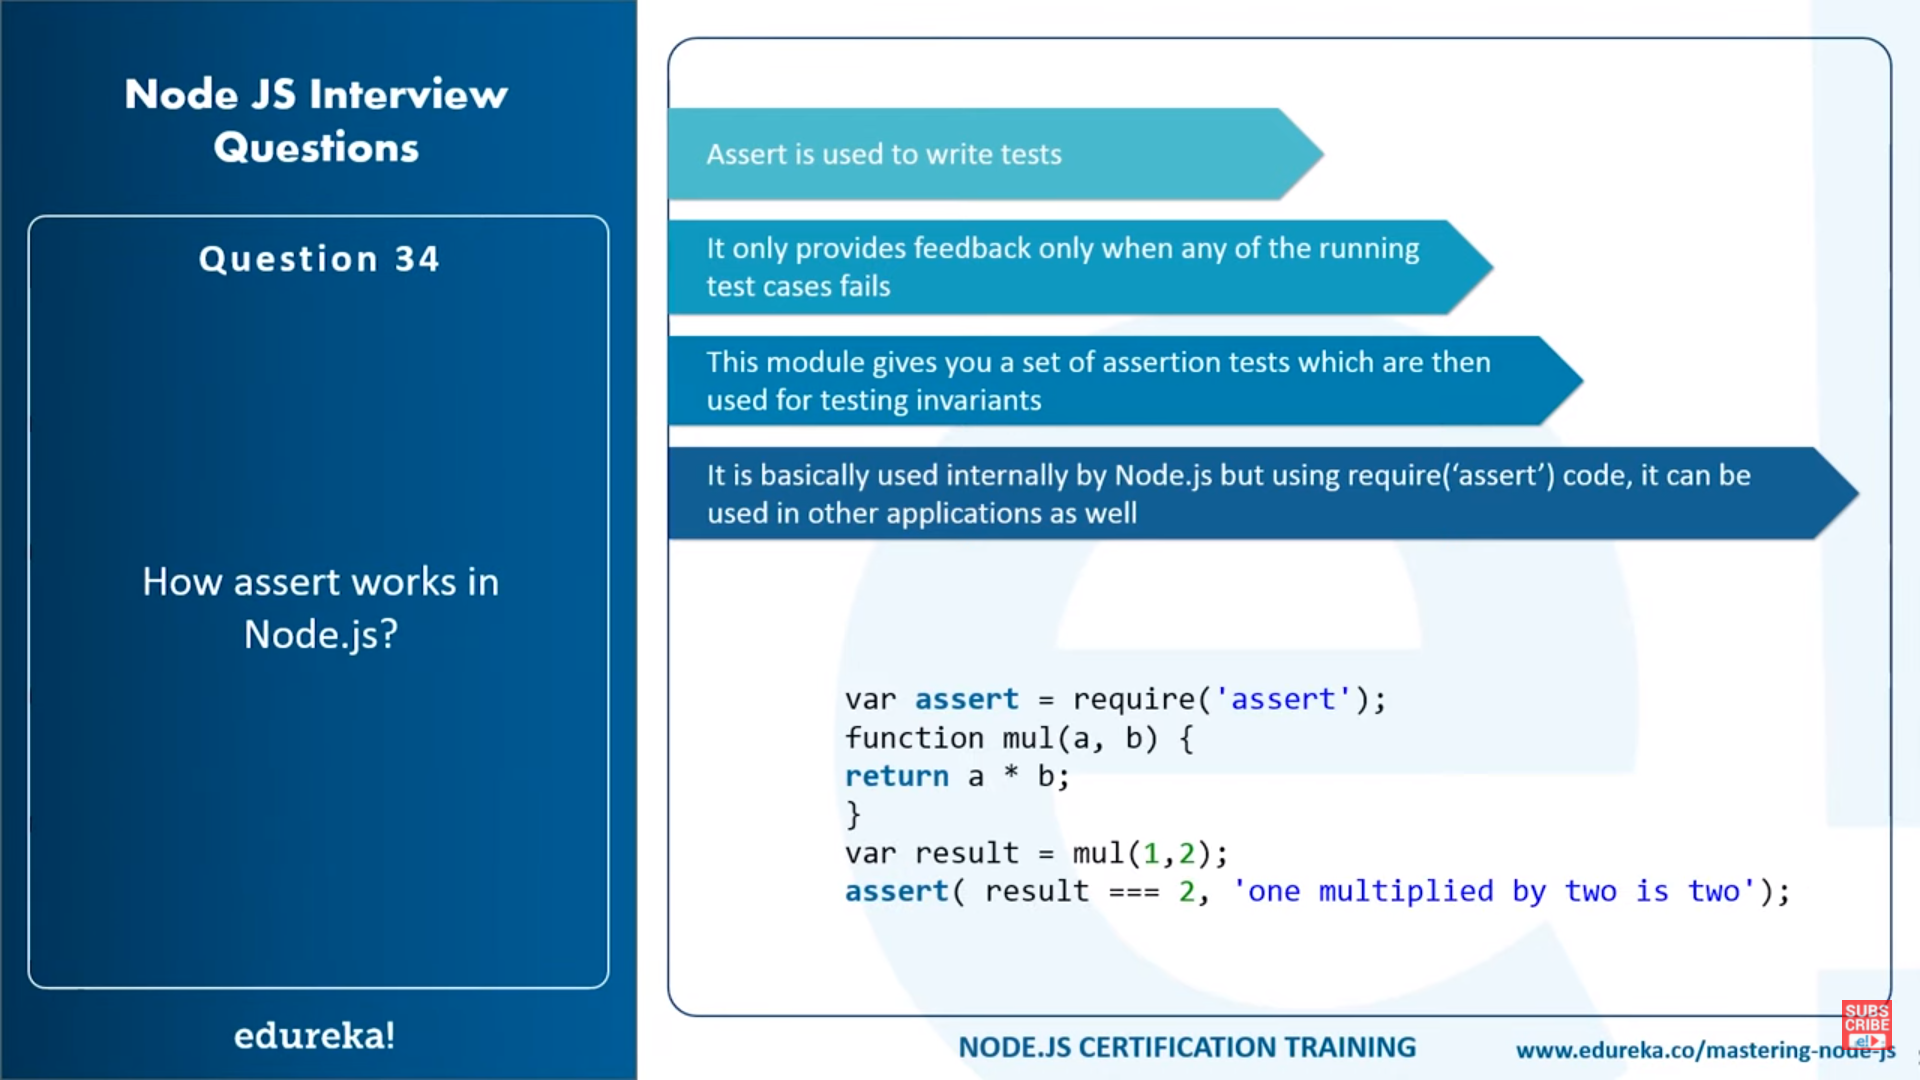 Node JS Interview
Questions
Question 34
How assert works in
Node.js?
edureka!
Assert is used to write tests
It only provides feedback only when any of the running
test cases fails
This module gives you a set of assertion tests which are then
used for testing invariants
It is basically used internally by Node.js but using require(‘assert’) code, it can be
used in other applications as well
var assert = require('assert');
function mul(a, b) {
return a * b;
}
var result = mul(1,2);
assert( result === 2, 'one multiplied by two is two');
NODE.JS CERTIFICATION TRAINING
www.edureka.co/mastering-node-js
SUBS
CRIBE
e!